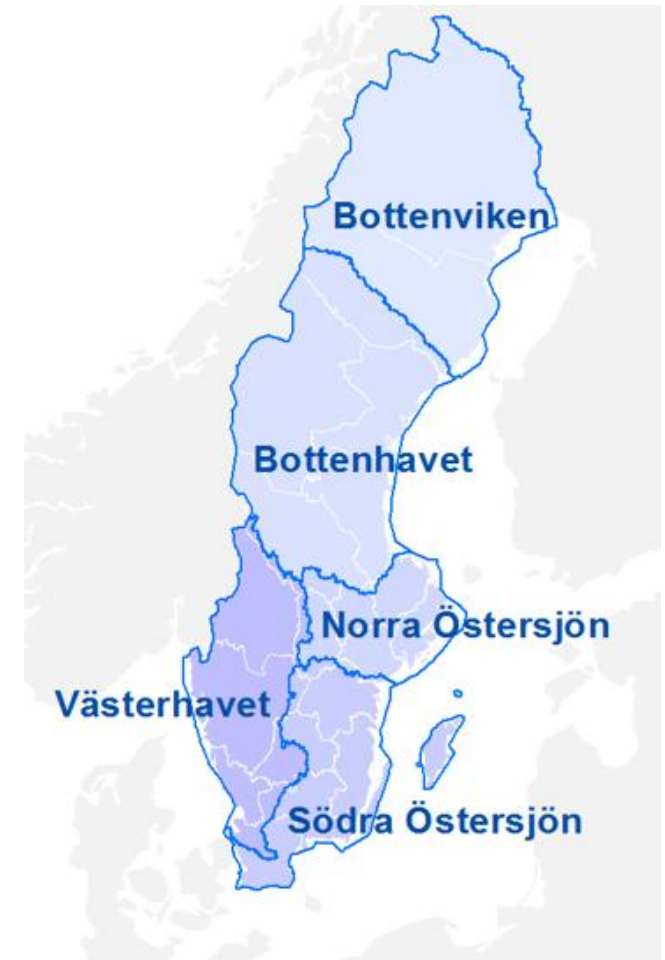 Bottenviken
Bottenhavet
Norra Östersjön
Västerhavet
Södra Östersjön